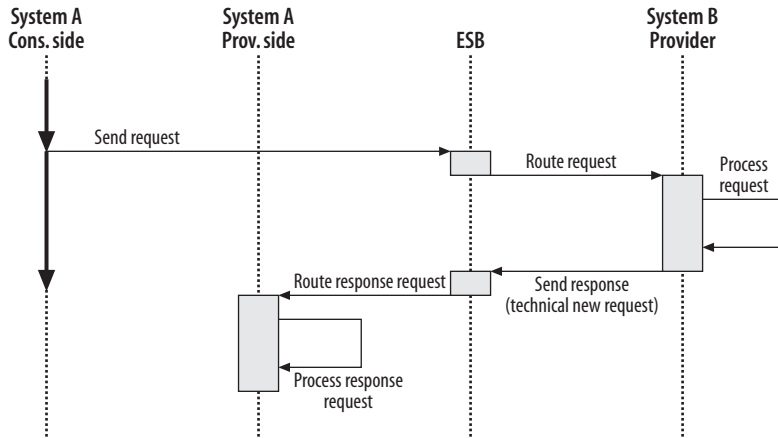 System A
Cons. side
System A
Prov. side
ESB
System B
Provider
Send request
Route request
Process
request
Route response request
Send response
(technical new request)
Process response
request